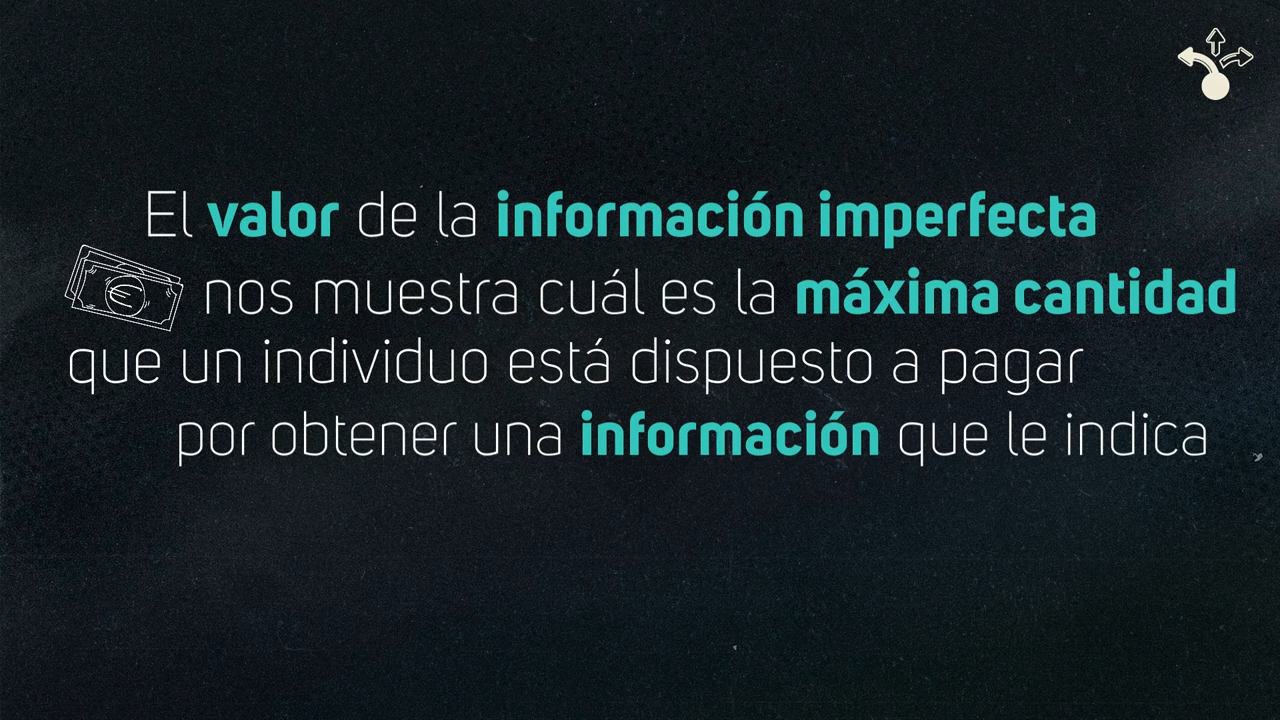 El valor de la información imperfecta
nos muestra cuál es la máxima cantidad
que un individuo está dispuesto a pagar
por obtener una información que le indica